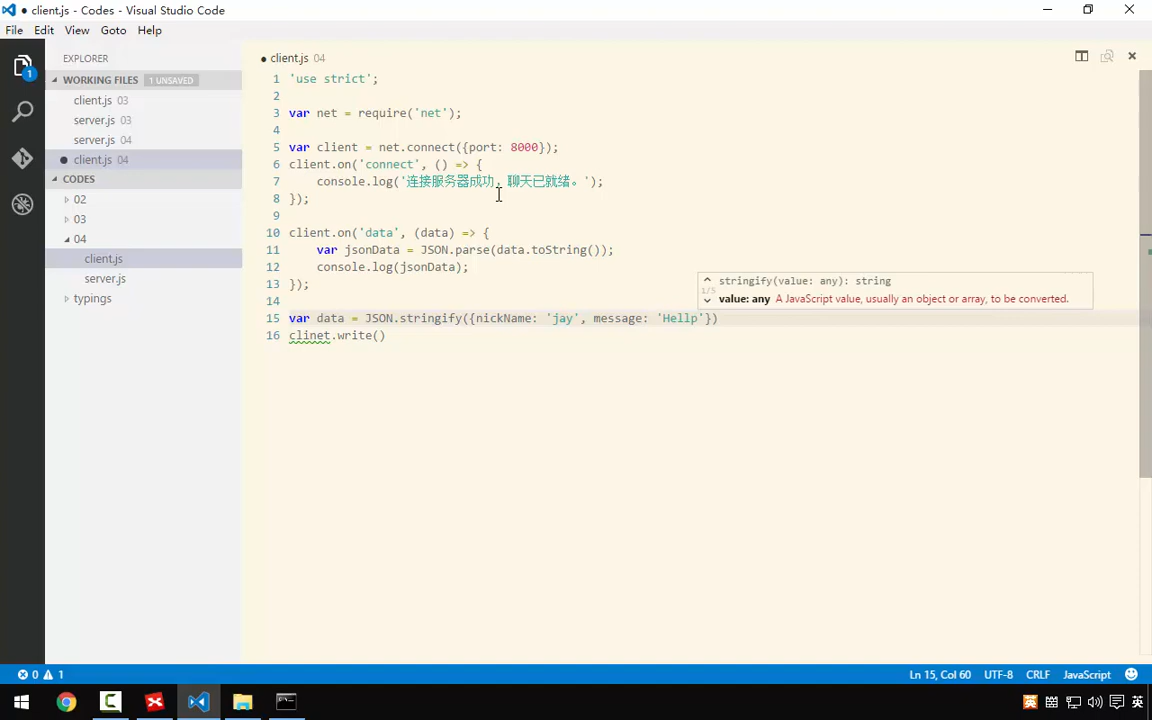 ● client.js - Codes - Visual Studio Code
File Edit View Goto Help
EXPLORER
WORKING FILES 1 UNSAVED
client.js 03
server.js 03
server.js 04
● client.js 04
CODES
02
03
04
client.js
server.js
typings
1
● client.js 04
1 'use strict';
2
3 var net = require('net');
4
5 var client = net.connect({port: 8000});
6 client.on('connect', () => {
7 console.log('连接服务器成功，聊天已就绪。');
8 });
9
10 client.on('data', (data) => {
11 var jsonData = JSON.parse(data.toString());
12 console.log(jsonData);
13 });
14
15 var data = JSON.stringify({nickName: 'jay', message: 'Hellp'})
16 clinet.write()
stringify(value: any): string
1/5
value: any A JavaScript value, usually an object or array, to be converted.
0 1
Ln 15, Col 60 UTF-8 CRLF JavaScript
英 英